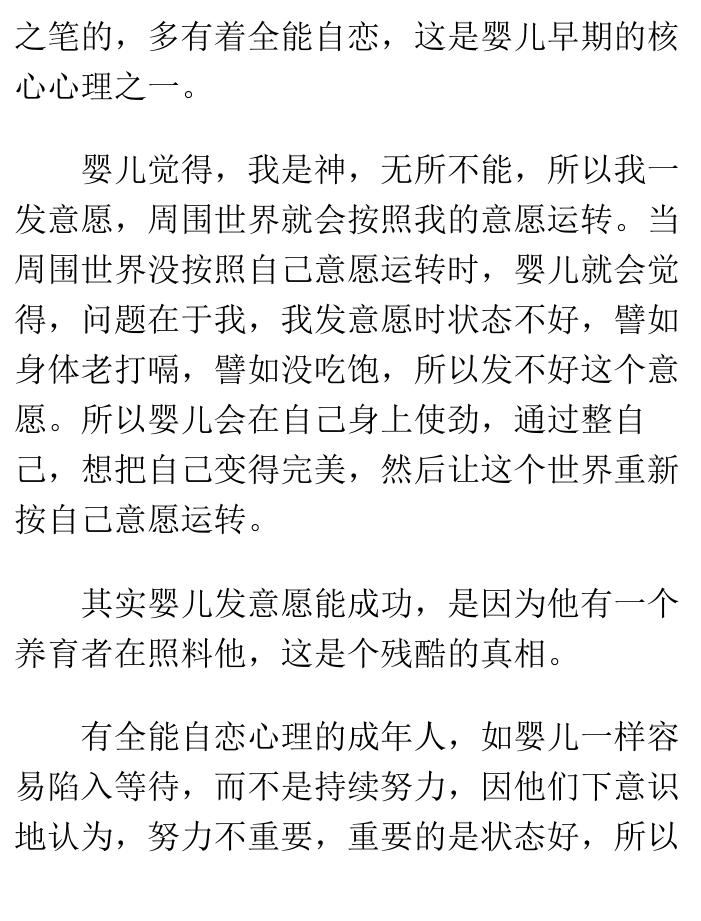 之笔的，多有着全能自恋，这是婴儿早期的核
心心理之一。
婴儿觉得，我是神，无所不能，所以我一
发意愿，周围世界就会按照我的意愿运转。当
周围世界没按照自己意愿运转时，婴儿就会觉
得，问题在于我，我发意愿时状态不好，譬如
身体老打嗝，譬如没吃饱，所以发不好这个意
愿。所以婴儿会在自己身上使劲，通过整自
己，想把自己变得完美，然后让这个世界重新
按自己意愿运转。
其实婴儿发意愿能成功，是因为他有一个
养育者在照料他，这是个残酷的真相。
有全能自恋心理的成年人，如婴儿一样容
易陷入等待，而不是持续努力，因他们下意识
地认为，努力不重要，重要的是状态好，所以